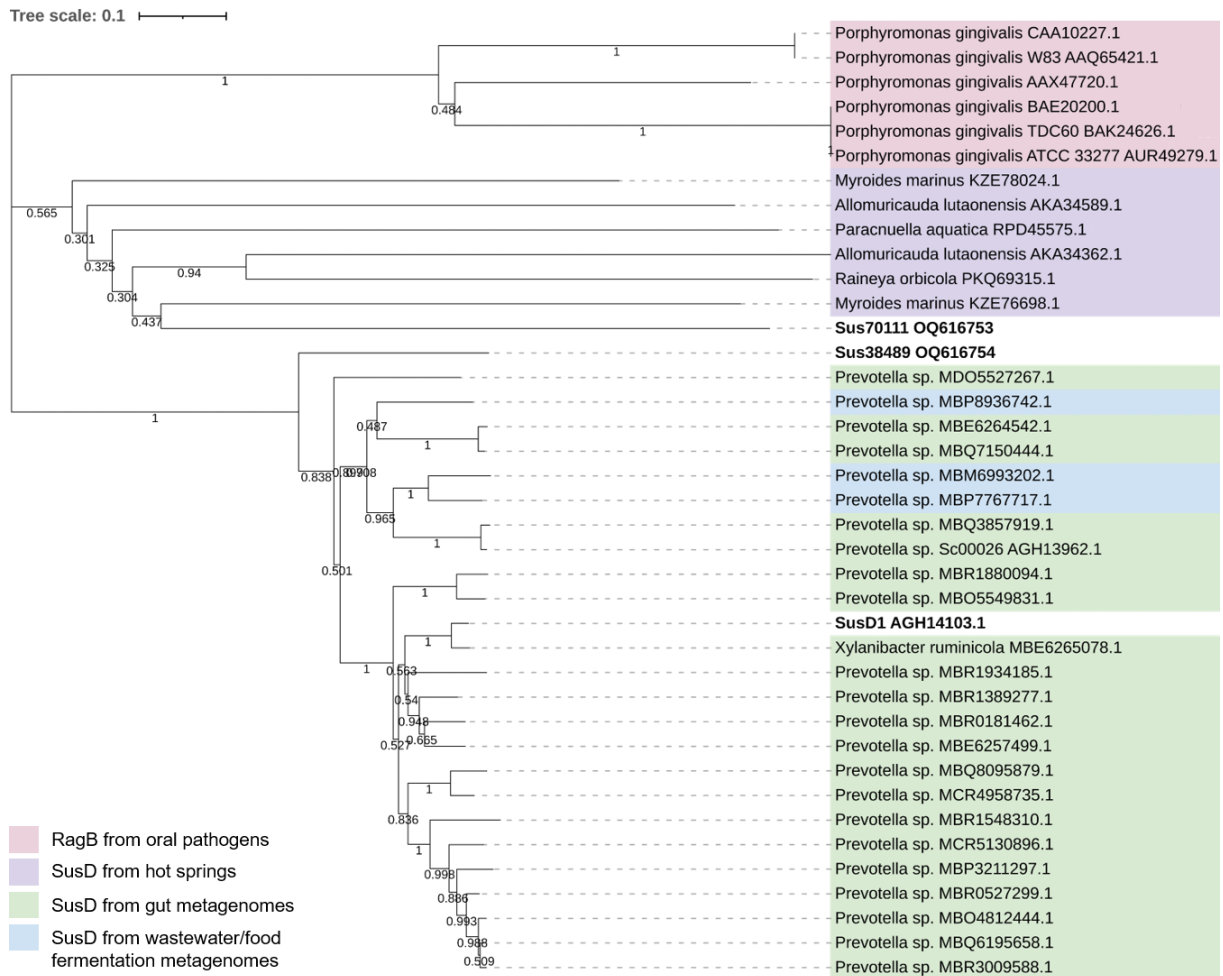 Tree scale: 0.1
Porphyromonas gingivalis CAA10227.1
1
Porphyromonas gingivalis W83 AAQ65421.1
1
Porphyromonas gingivalis AAX47720.1
0.484
Porphyromonas gingivalis BAE20200.1
1
Porphyromonas gingivalis TDC60 BAK24626.1
1
Porphyromonas gingivalis ATCC 33277 AUR49279.1
Myroides marinus KZE78024.1
0.565
Allomuricauda lutaonensis AKA34589.1
0.301
Paracnuella aquatica RPD45575.1
0.325
Allomuricauda lutaonensis AKA34362.1
0.94
Raineya orbicola PKQ69315.1
0.304
Myroides marinus KZE76698.1
0.437
Sus70111 OQ616753
Sus38489 OQ616754
Prevotella sp. MDO5527267.1
Prevotella sp. MBP8936742.1
1
0.487
Prevotella sp. MBE6264542.1
1
Prevotella sp. MBQ7150444.1
0.838
0.708
Prevotella sp. MBM6993202.1
1
Prevotella sp. MBP7767717.1
0.965
Prevotella sp. MBQ3857919.1
1
Prevotella sp. Sc00026 AGH13962.1
0.501
Prevotella sp. MBR1880094.1
1
Prevotella sp. MBO5549831.1
SusD1 AGH14103.1
1
Xylanibacter ruminicola MBE6265078.1
1
0.563
Prevotella sp. MBR1934185.1
0.54
Prevotella sp. MBR1389277.1
0.948
Prevotella sp. MBR0181462.1
0.527
0.665
Prevotella sp. MBE6257499.1
Prevotella sp. MBQ8095879.1
1
Prevotella sp. MCR4958735.1
0.836
Prevotella sp. MBR1548310.1
1
Prevotella sp. MCR5130896.1
0.998
Prevotella sp. MBP3211297.1
0.886
Prevotella sp. MBR0527299.1
0.993
Prevotella sp. MBO4812444.1
0.988
Prevotella sp. MBQ6195658.1
0.509
Prevotella sp. MBR3009588.1
RagB from oral pathogens
SusD from hot springs
SusD from gut metagenomes
SusD from wastewater/food
fermentation metagenomes